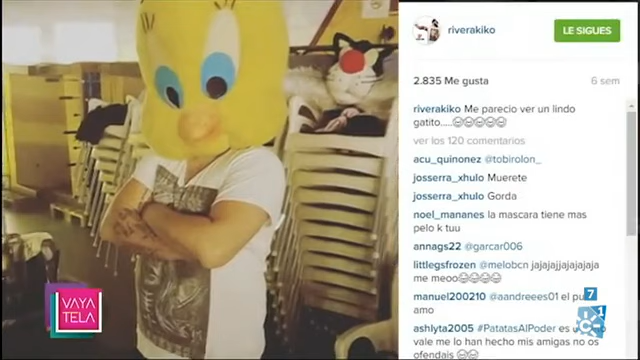 riverakiko
LE SIGUES
2.835 Me gusta
6 sem
riverakiko Me parecio ver un lindo
gatito.....😄😄😄😄😄
ver los 120 comentarios
acu_quinonez @tobirolon_
josserra_xhulo Muerete
josserra_xhulo Gorda
noel_mananes la mascara tiene mas
pelo k tuu
annags22 @garcar006
littlegsfrozen @melobcn jajajajjajajajaja
me meoo😂😂😂😂
manuel200210 @aandreees01 el pu
amo
ashlyta2005 #PatatasAlPoder es
vale me lo han hecho mis amigas no os
ofendais 😄😄
VAYA
TELA
7
1